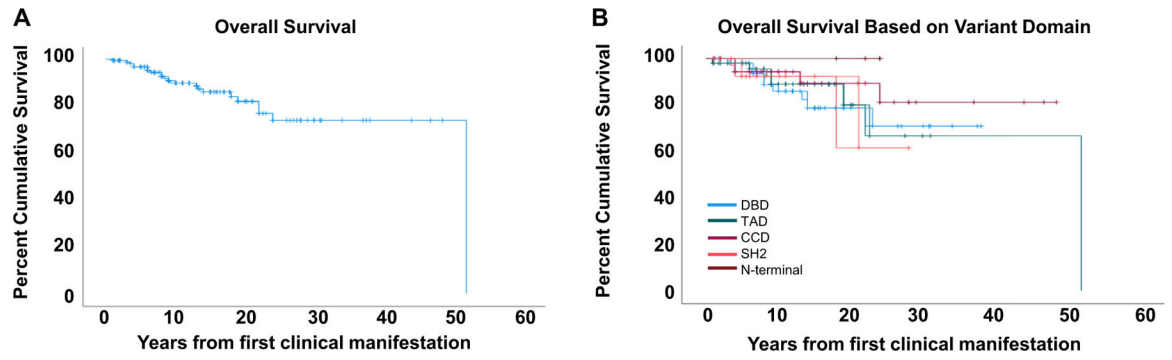 A
Overall Survival
Percent Cumulative Survival
100
80
60
40
20
0
0 10 20 30 40 50 60
Years from first clinical manifestation
B
Overall Survival Based on Variant Domain
Percent Cumulative Survival
100
80
60
40
20
0
DBD
TAD
CCD
SH2
N-terminal
0 10 20 30 40 50 60
Years from first clinical manifestation